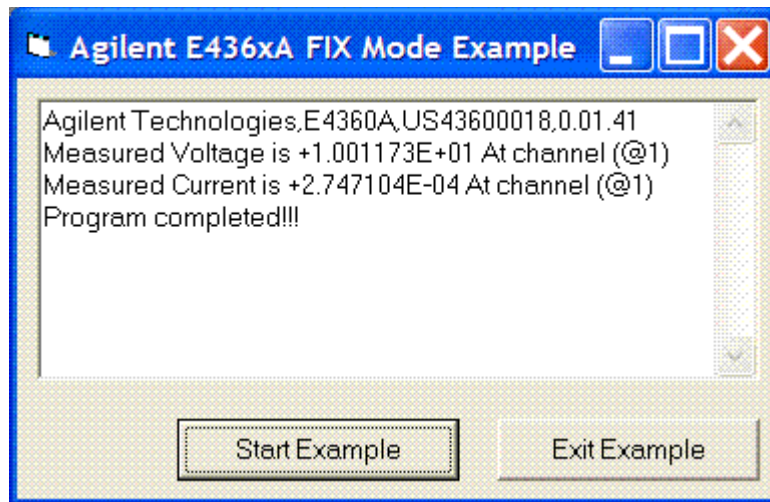 Agilent E436xA FIX Mode Example
Agilent Technologies,E4360A,US43600018,0.01.41
Measured Voltage is +1.001173E+01 At channel (@1)
Measured Current is +2.747104E-04 At channel (@1)
Program completed!!!
Start Example
Exit Example